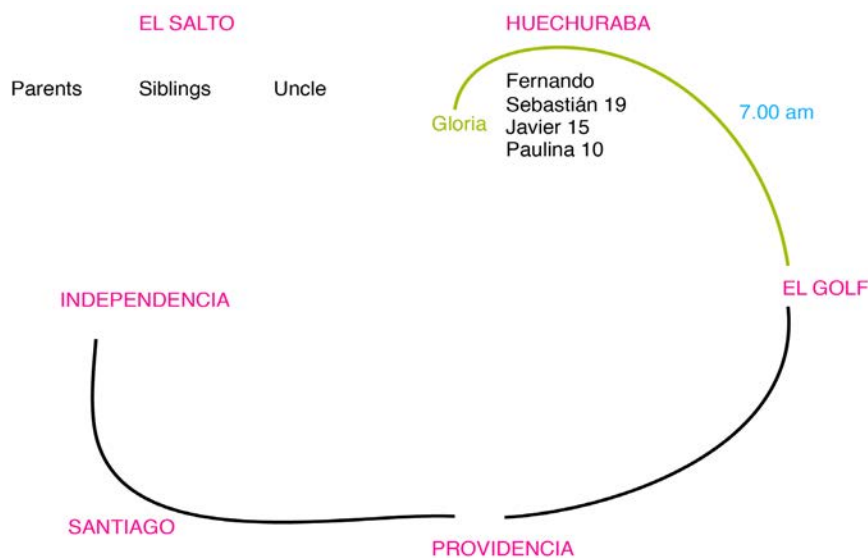 EL SALTO
HUECHURABA
Parents
Siblings
Uncle
Gloria
Fernando
Sebastián 19
Javier 15
Paulina 10
7.00 am
INDEPENDENCIA
EL GOLF
SANTIAGO
PROVIDENCIA